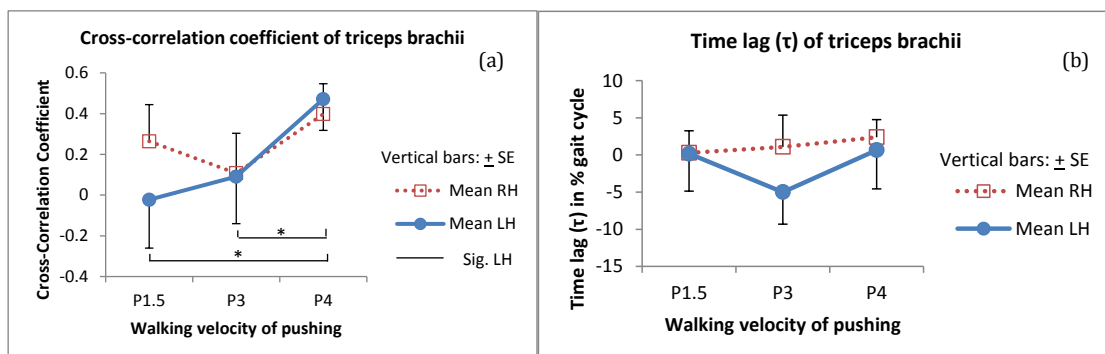 Cross-correlation coefficient of triceps brachii
(a)
Cross-Correlation Coefficient
0.6
0.4
0.2
0
-0.2
-0.4
*
*
P1.5 P3 P4
Walking velocity of pushing
Vertical bars: ± SE
Mean RH
Mean LH
Sig. LH
Time lag (τ) of triceps brachii
(b)
Time lag (τ) in % gait cycle
10
5
0
-5
-10
-15
P1.5 P3 P4
Walking velocity of pushing
Vertical bars: ± SE
Mean RH
Mean LH